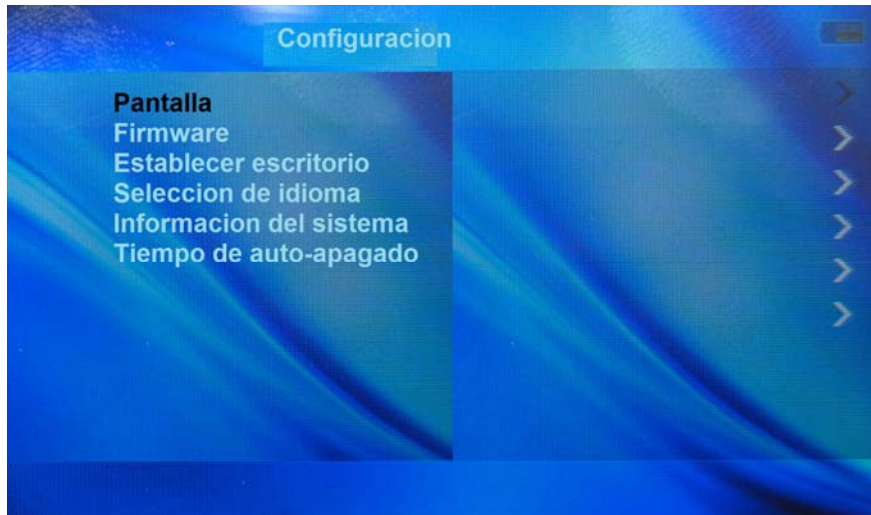 Configuracion
Pantalla
Firmware
Establecer escritorio
Seleccion de idioma
Informacion del sistema
Tiempo de auto-apagado